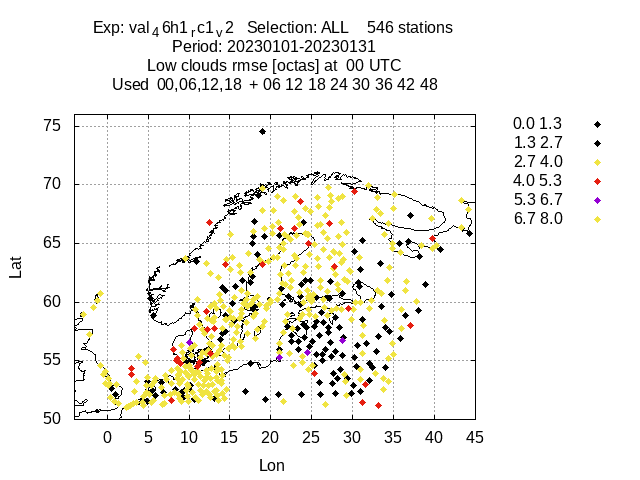 Exp: val₄6h1ᵣc1ᵥ2 Selection: ALL 546 stations
Period: 20230101-20230131
Low clouds rmse [octas] at 00 UTC
Used 00,06,12,18 + 06 12 18 24 30 36 42 48
75
70
65
60
55
50
Lat
0 5 10 15 20 25 30 35 40 45
Lon
0.0 1.3
1.3 2.7
2.7 4.0
4.0 5.3
5.3 6.7
6.7 8.0